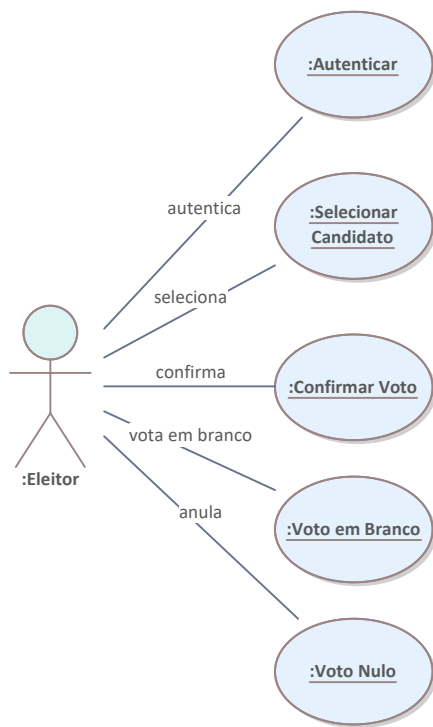 :Autenticar
autentica
:Selecionar
Candidato
seleciona
confirma
:Confirmar Voto
vota em branco
:Eleitor
anula
:Voto em Branco
:Voto Nulo